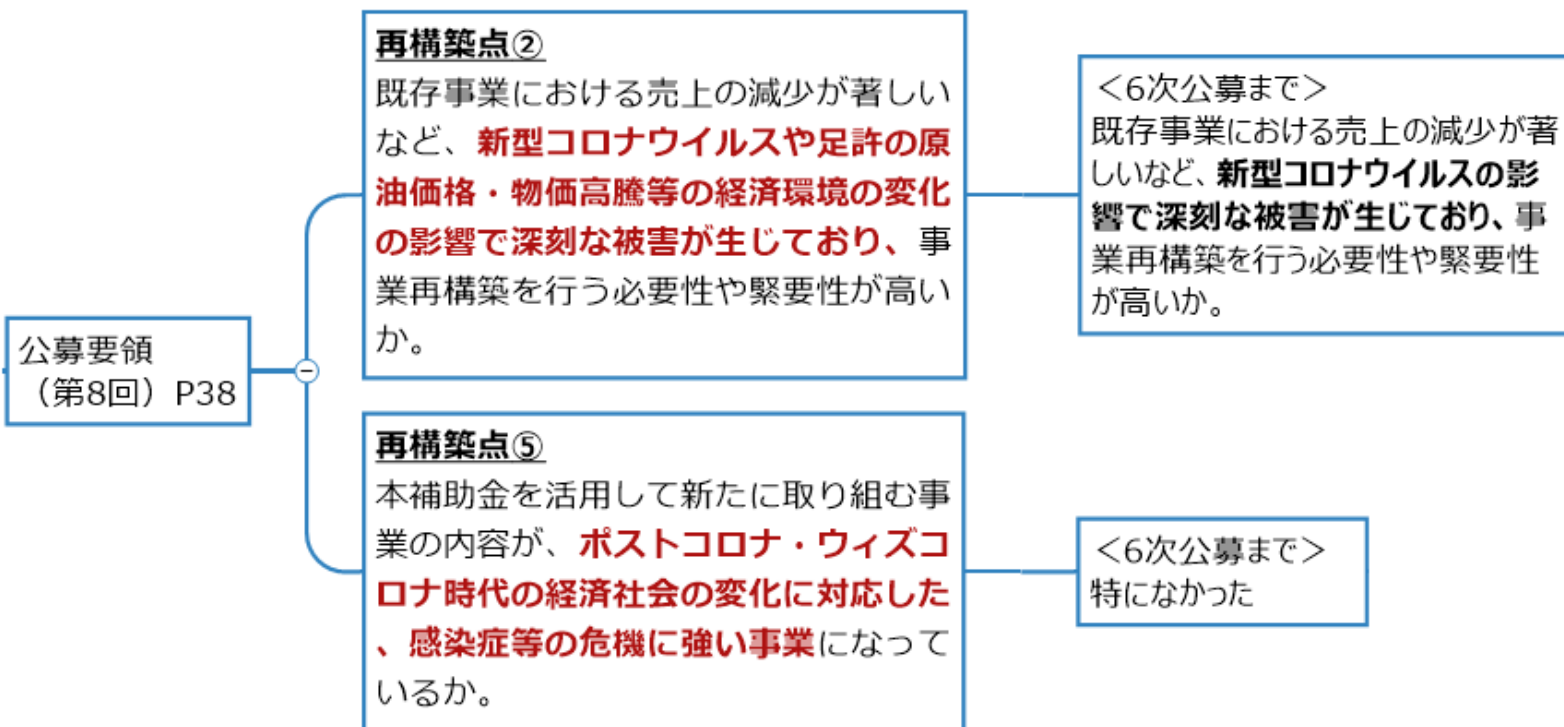 公募要領
（第8回）P38
再構築点②
既存事業における売上の減少が著しい
など、新型コロナウイルスや足許の原
油価格・物価高騰等の経済環境の変化
の影響で深刻な被害が生じており、事
業再構築を行う必要性や緊要性が高い
か。
＜6次公募まで＞
既存事業における売上の減少が著
しいなど、新型コロナウイルスの影
響で深刻な被害が生じており、事
業再構築を行う必要性や緊要性
が高いか。
再構築点⑤
本補助金を活用して新たに取り組む事
業の内容が、ポストコロナ・ウィズコ
ロナ時代の経済社会の変化に対応した
、感染症等の危機に強い事業になって
いるか。
＜6次公募まで＞
特になかった